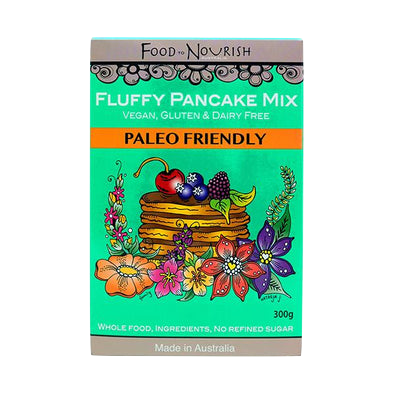 FOOD TO NOURISH
AUSTRALIA
FLUFFY PANCAKE MIX
VEGAN, GLUTEN & DAIRY FREE
PALEO FRIENDLY
300g
WHOLE FOOD, INGREDIENTS, NO REFINED SUGAR
Made in Australia